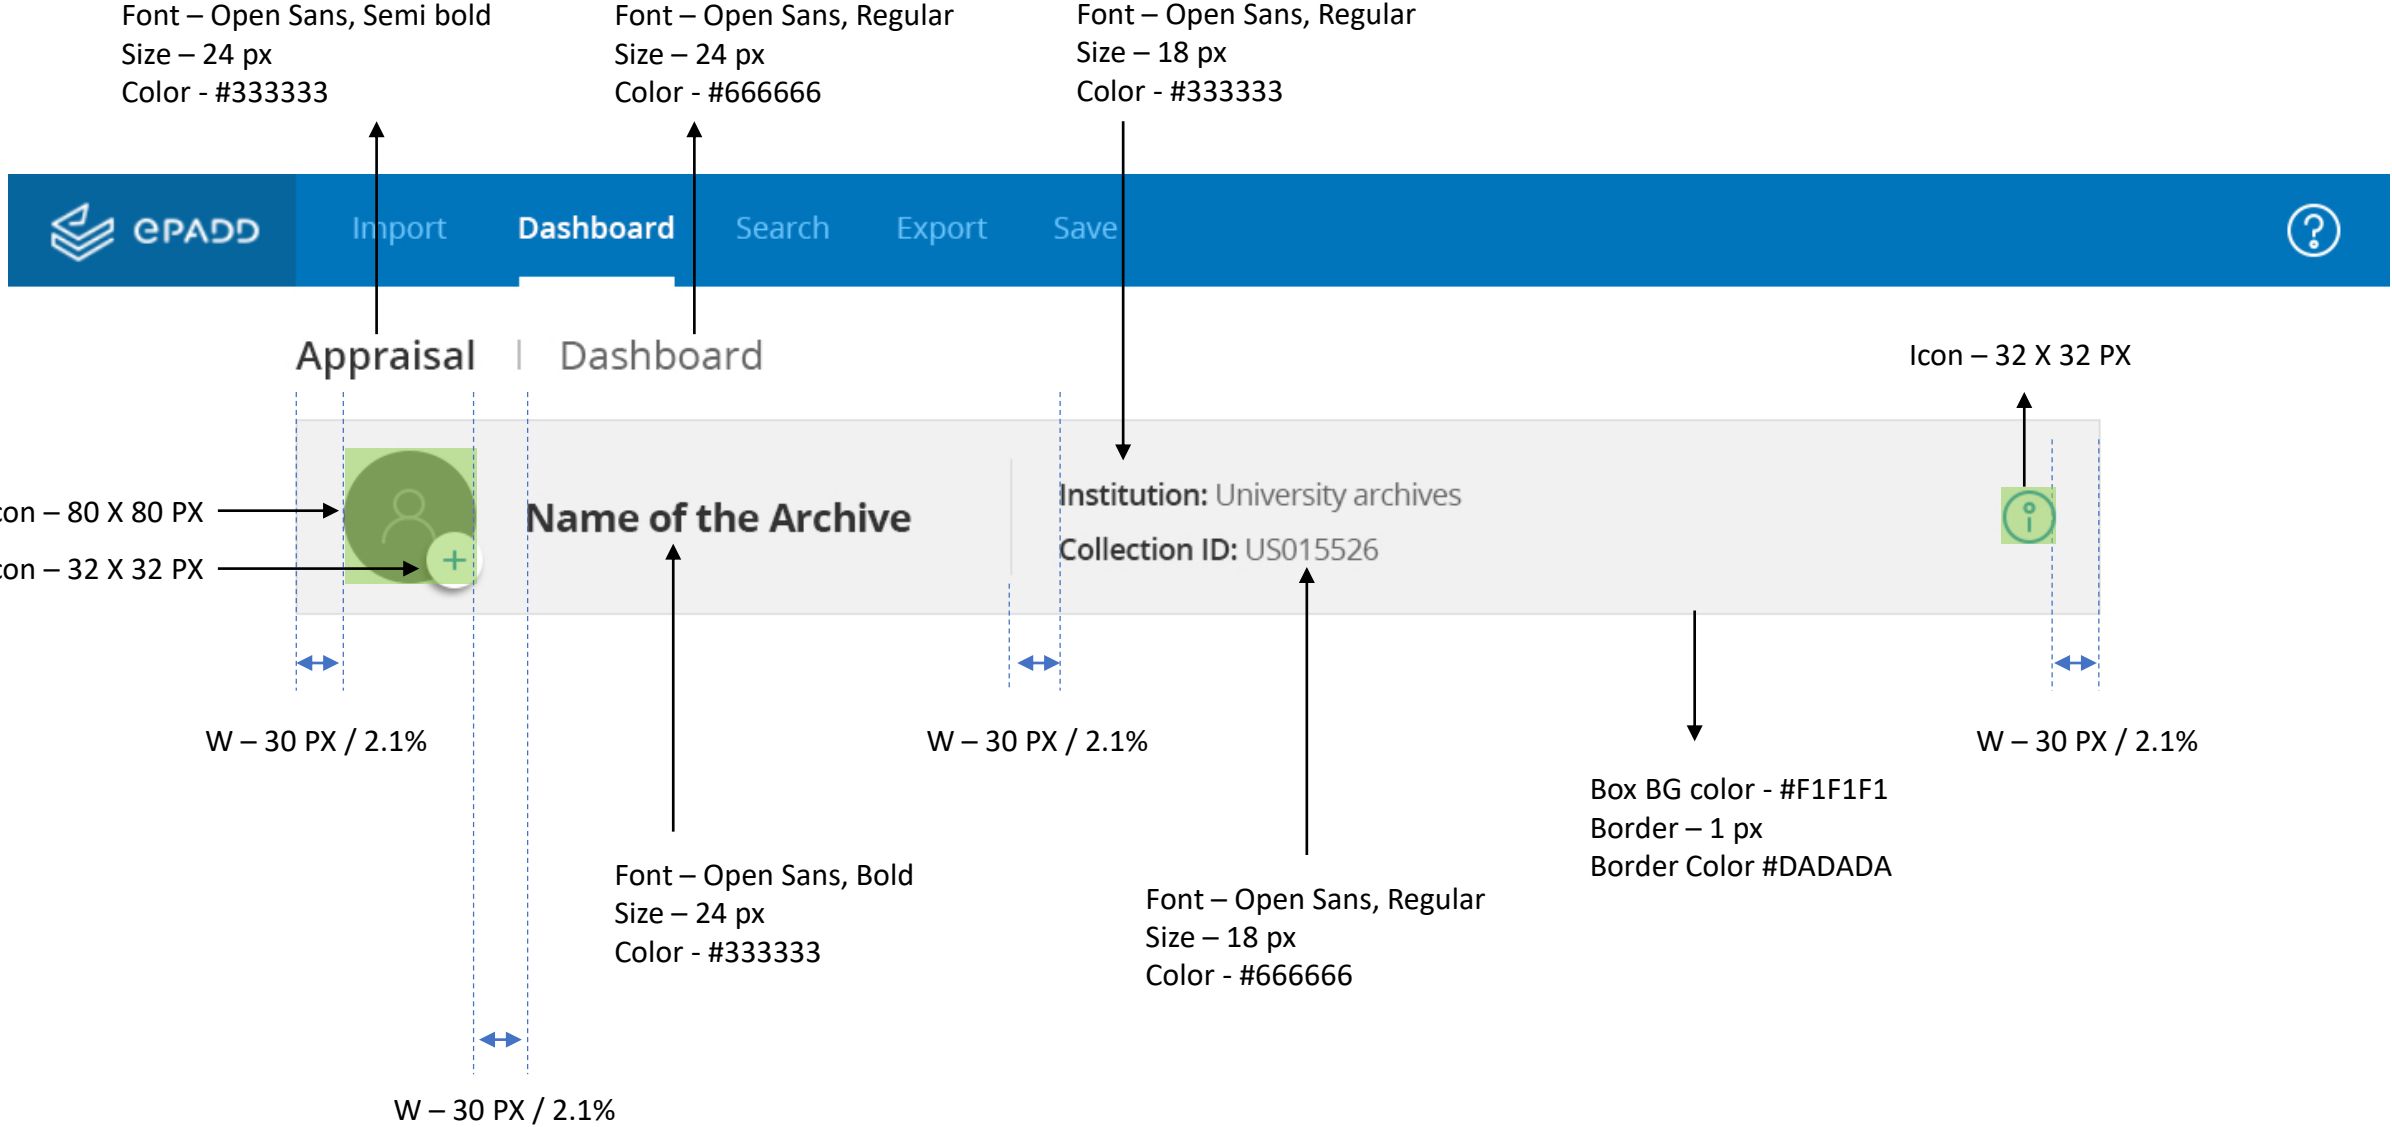 Font – Open Sans, Semi bold
Size – 24 px
Color - #333333
Font – Open Sans, Regular
Size – 24 px
Color - #666666
Font – Open Sans, Regular
Size – 18 px
Color - #333333
ePADD
Import
Dashboard
Search
Export
Save
?
Appraisal | Dashboard
Icon – 32 X 32 PX
con – 80 X 80 PX
con – 32 X 32 PX
Name of the Archive
Institution: University archives
Collection ID: US015526
W – 30 PX / 2.1%
W – 30 PX / 2.1%
W – 30 PX / 2.1%
Box BG color - #F1F1F1
Border – 1 px
Border Color #DADADA
Font – Open Sans, Bold
Size – 24 px
Color - #333333
Font – Open Sans, Regular
Size – 18 px
Color - #666666
W – 30 PX / 2.1%